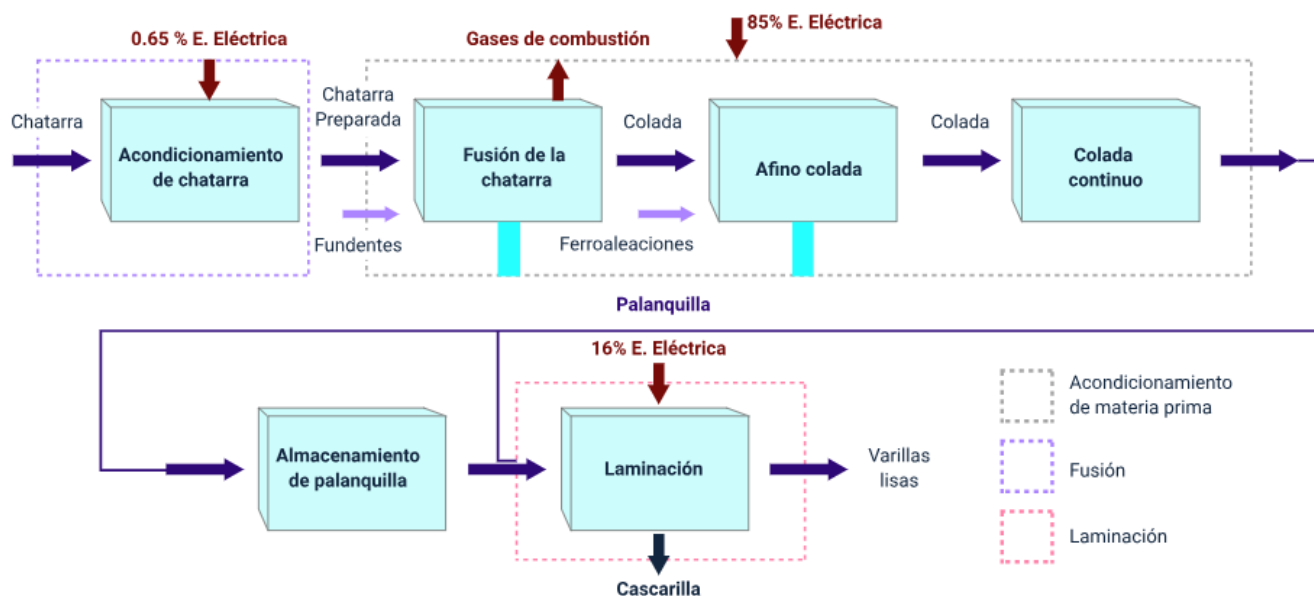 0.65 % E. Eléctrica
Gases de combustión
85% E. Eléctrica
Chatarra
Acondicionamiento
de chatarra
Chatarra
Preparada
Fundentes
Fusión de la
chatarra
Colada
Ferroaleaciones
Afino colada
Colada
Colada
continuo
Palanquilla
16% E. Eléctrica
Almacenamiento
de palanquilla
Laminación
Varillas
lisas
Cascarilla
Acondicionamiento
de materia prima
Fusión
Laminación